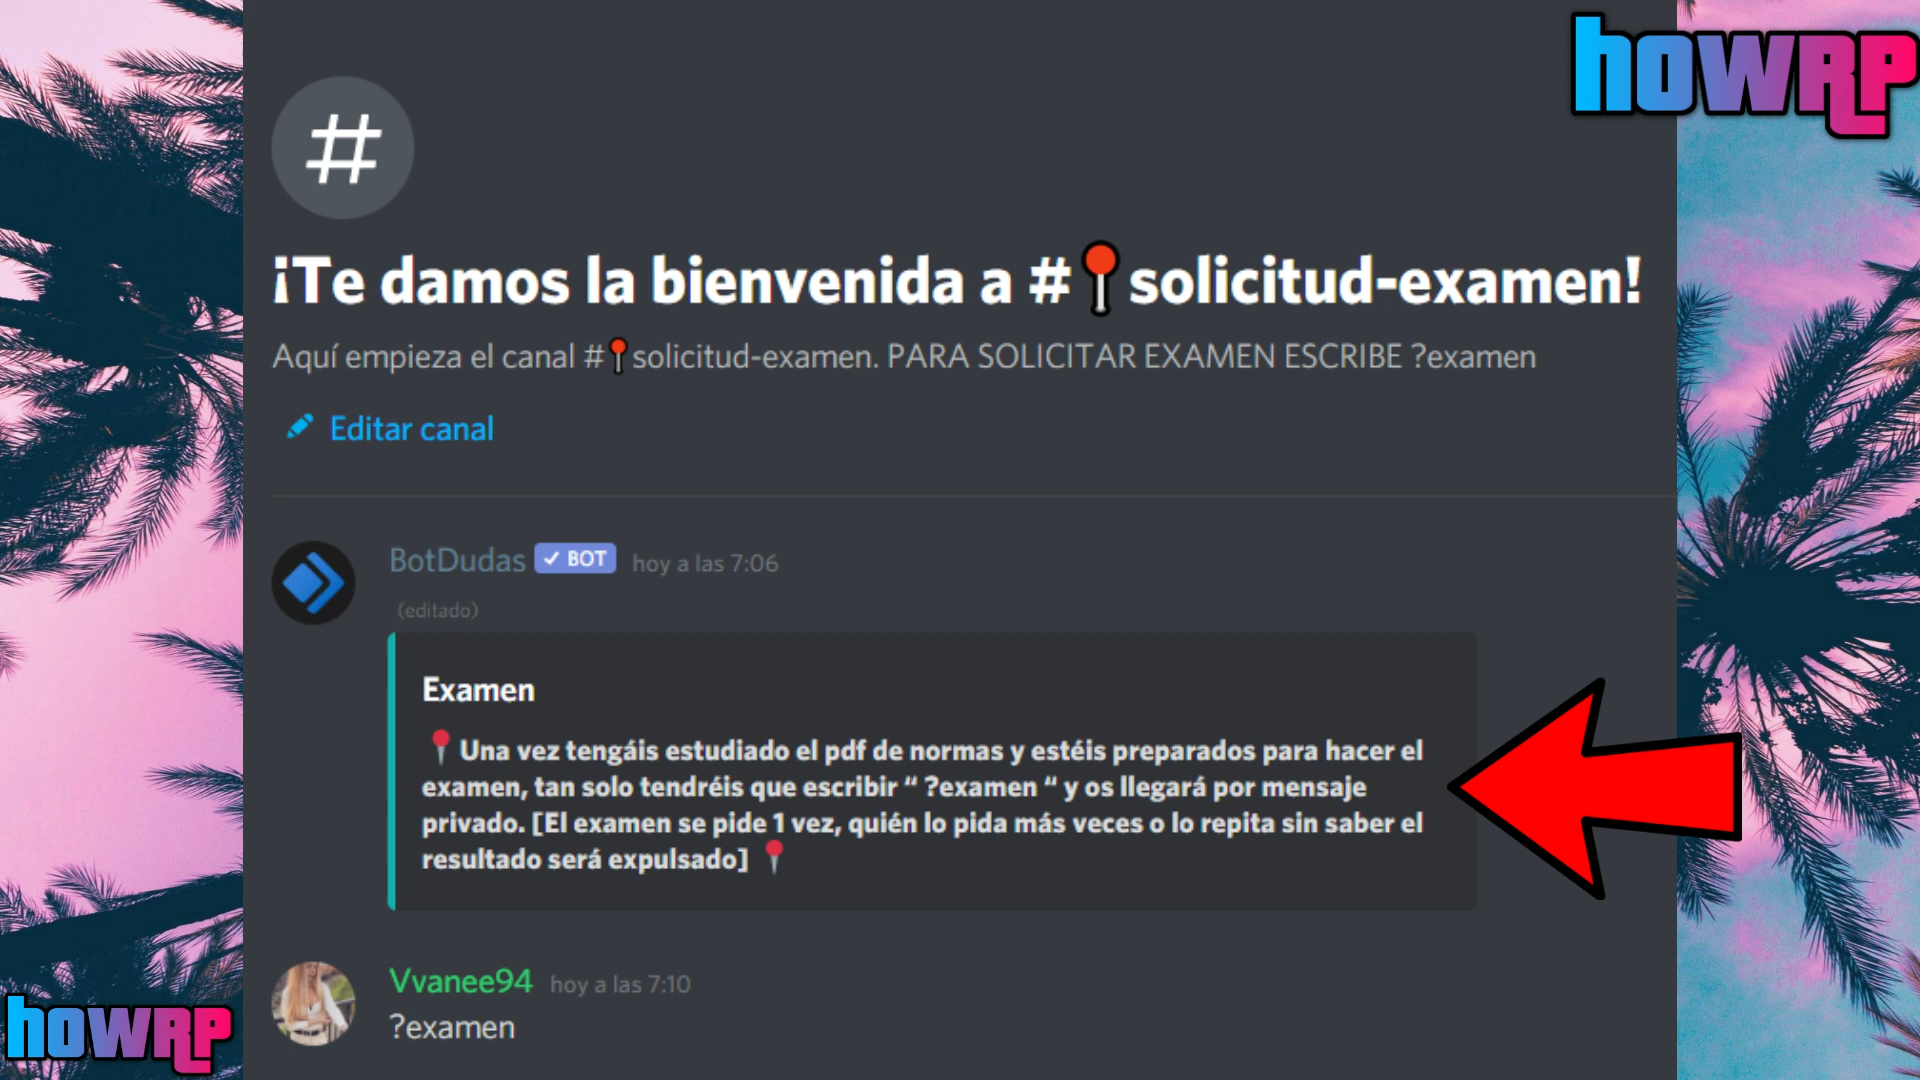 howRP
#
¡Te damos la bienvenida a #📍solicitud-examen!
Aquí empieza el canal #📍solicitud-examen. PARA SOLICITAR EXAMEN ESCRIBE ?examen
Editar canal
BotDudas ✓ BOT hoy a las 7:06
(editado)
Examen
📍 Una vez tengáis estudiado el pdf de normas y estéis preparados para hacer el
examen, tan solo tendréis que escribir “ ?examen “ y os llegará por mensaje
privado. [El examen se pide 1 vez, quién lo pida más veces o lo repita sin saber el
resultado será expulsado] 📍
Vvanee94 hoy a las 7:10
?examen
howRP